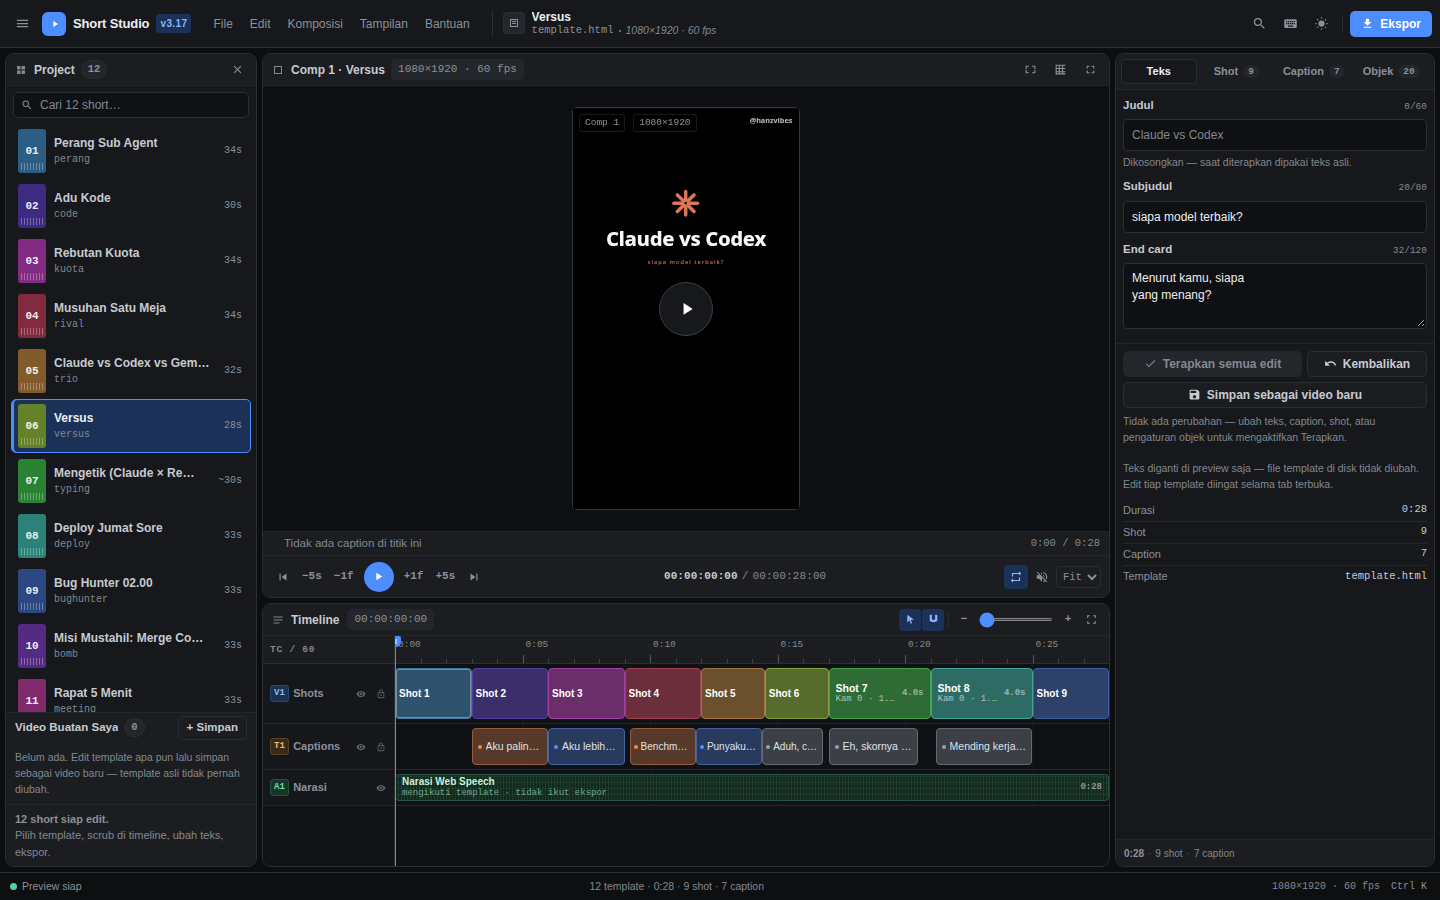 Short Studio v3.17 File Edit Komposisi Tampilan Bantuan
Versus
template.html · 1080×1920 · 60 fps
Ekspor
Project 12
Cari 12 short…
01 Perang Sub Agent 34s
perang
02 Adu Kode 30s
code
03 Rebutan Kuota 34s
kuota
04 Musuhan Satu Meja 34s
rival
05 Claude vs Codex vs Gem… 32s
trio
06 Versus 28s
versus
07 Mengetik (Claude × Re… ~30s
typing
08 Deploy Jumat Sore 33s
deploy
09 Bug Hunter 02.00 33s
bughunter
10 Misi Mustahil: Merge Co… 33s
bomb
11 Rapat 5 Menit 33s
meeting
Video Buatan Saya 0 + Simpan
Belum ada. Edit template apa pun lalu simpan
sebagai video baru — template asli tidak pernah
diubah.
12 short siap edit.
Pilih template, scrub di timeline, ubah teks,
ekspor.
Comp 1 · Versus 1080×1920 · 60 fps
Comp 1 1080×1920 @hanzvibes
Claude vs Codex
siapa model terbaik?
Tidak ada caption di titik ini 0:00 / 0:28
−5s −1f +1f +5s 00:00:00:00 / 00:00:28:00 Fit
Timeline 00:00:00:00 − +
TC / 60 0:00 0:05 0:10 0:15 0:20 0:25
V1 Shots Shot 1 Shot 2 Shot 3 Shot 4 Shot 5 Shot 6 Shot 7 4.0s Shot 8 4.0s Shot 9
Kam 0 · 1.… Kam 0 · 1.…
T1 Captions Aku palin… Aku lebih… Benchm… Punyaku… Aduh, c… Eh, skornya … Mending kerja…
A1 Narasi Narasi Web Speech 0:28
mengikuti template · tidak ikut ekspor
Teks Shot 9 Caption 7 Objek 20
Judul 0/60
Claude vs Codex
Dikosongkan — saat diterapkan dipakai teks asli.
Subjudul 20/80
siapa model terbaik?
End card 32/120
Menurut kamu, siapa
yang menang?
Terapkan semua edit Kembalikan
Simpan sebagai video baru
Tidak ada perubahan — ubah teks, caption, shot, atau
pengaturan objek untuk mengaktifkan Terapkan.
Teks diganti di preview saja — file template di disk tidak diubah.
Edit tiap template diingat selama tab terbuka.
Durasi 0:28
Shot 9
Caption 7
Template template.html
0:28 · 9 shot · 7 caption
Preview siap 12 template · 0:28 · 9 shot · 7 caption 1080×1920 · 60 fps Ctrl K